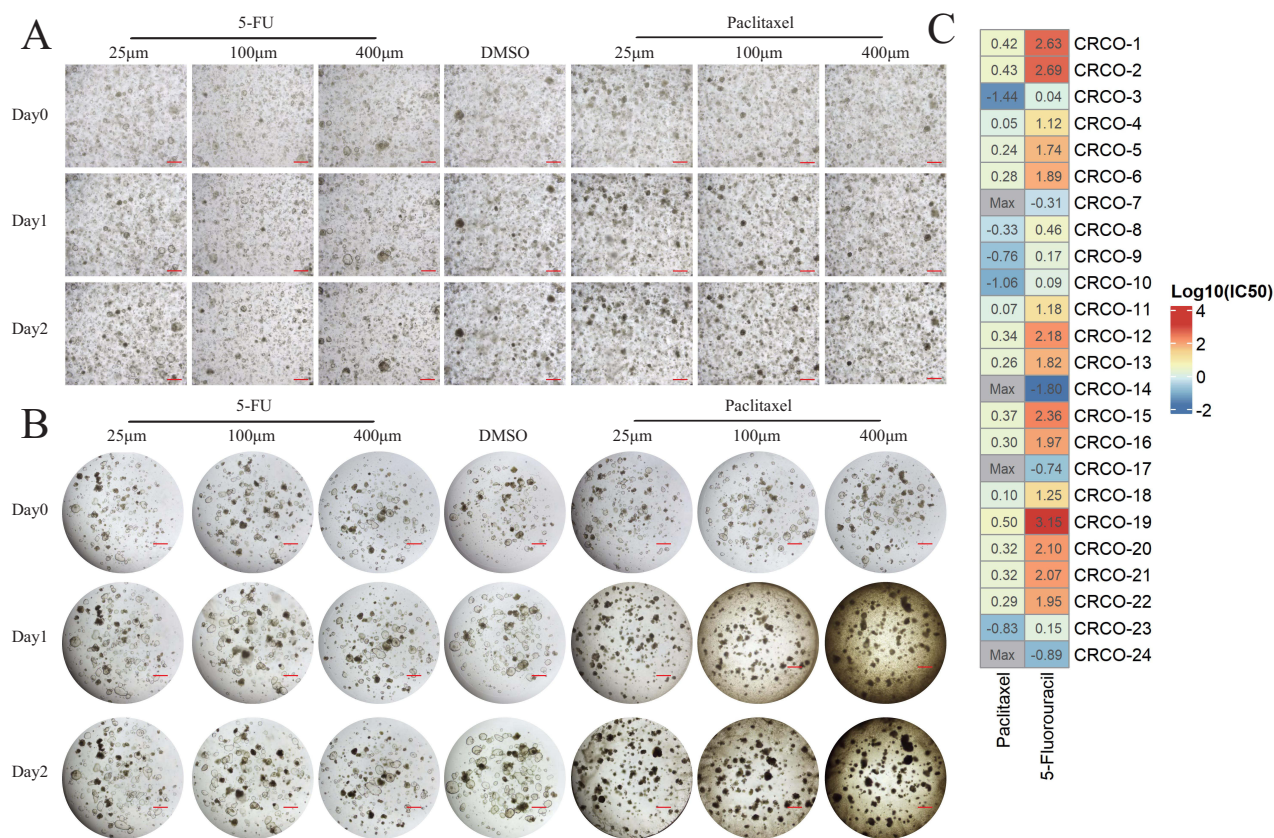 A
5-FU
Paclitaxel
25μm 100μm 400μm DMSO 25μm 100μm 400μm
Day0
Day1
Day2
B
5-FU
Paclitaxel
25μm 100μm 400μm DMSO 25μm 100μm 400μm
Day0
Day1
Day2
C
0.42 2.63 CRCO-1
0.43 2.69 CRCO-2
-1.44 0.04 CRCO-3
0.05 1.12 CRCO-4
0.24 1.74 CRCO-5
0.28 1.89 CRCO-6
Max -0.31 CRCO-7
-0.33 0.46 CRCO-8
-0.76 0.17 CRCO-9
-1.06 0.09 CRCO-10
0.07 1.18 CRCO-11
0.34 2.18 CRCO-12
0.26 1.82 CRCO-13
Max -1.80 CRCO-14
0.37 2.36 CRCO-15
0.30 1.97 CRCO-16
Max -0.74 CRCO-17
0.10 1.25 CRCO-18
0.50 3.15 CRCO-19
0.32 2.10 CRCO-20
0.32 2.07 CRCO-21
0.29 1.95 CRCO-22
-0.83 0.15 CRCO-23
Max -0.89 CRCO-24
Paclitaxel
5-Fluorouracil
Log10(IC50)
4
2
0
-2